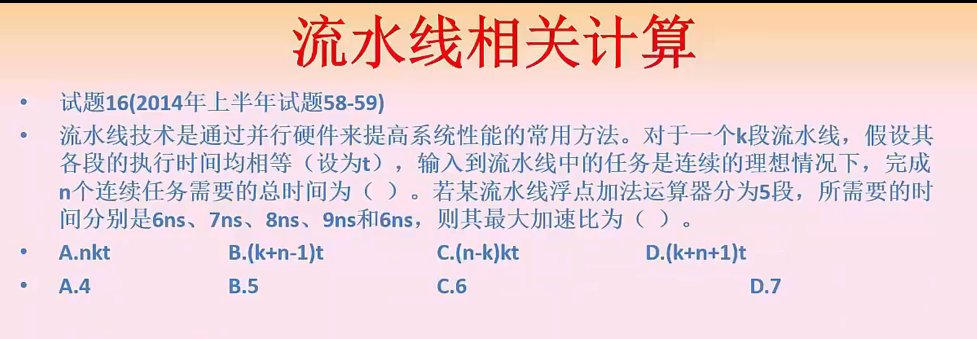 流水线相关计算
• 试题16(2014年上半年试题58-59)
• 流水线技术是通过并行硬件来提高系统性能的常用方法。对于一个k段流水线，假设其
各段的执行时间均相等（设为t），输入到流水线中的任务是连续的理想情况下，完成
n个连续任务需要的总时间为（ ）。若某流水线浮点加法运算器分为5段，所需要的时
间分别是6ns、7ns、8ns、9ns和6ns，则其最大加速比为（ ）。
• A.nkt B.(k+n-1)t C.(n-k)kt D.(k+n+1)t
• A.4 B.5 C.6 D.7